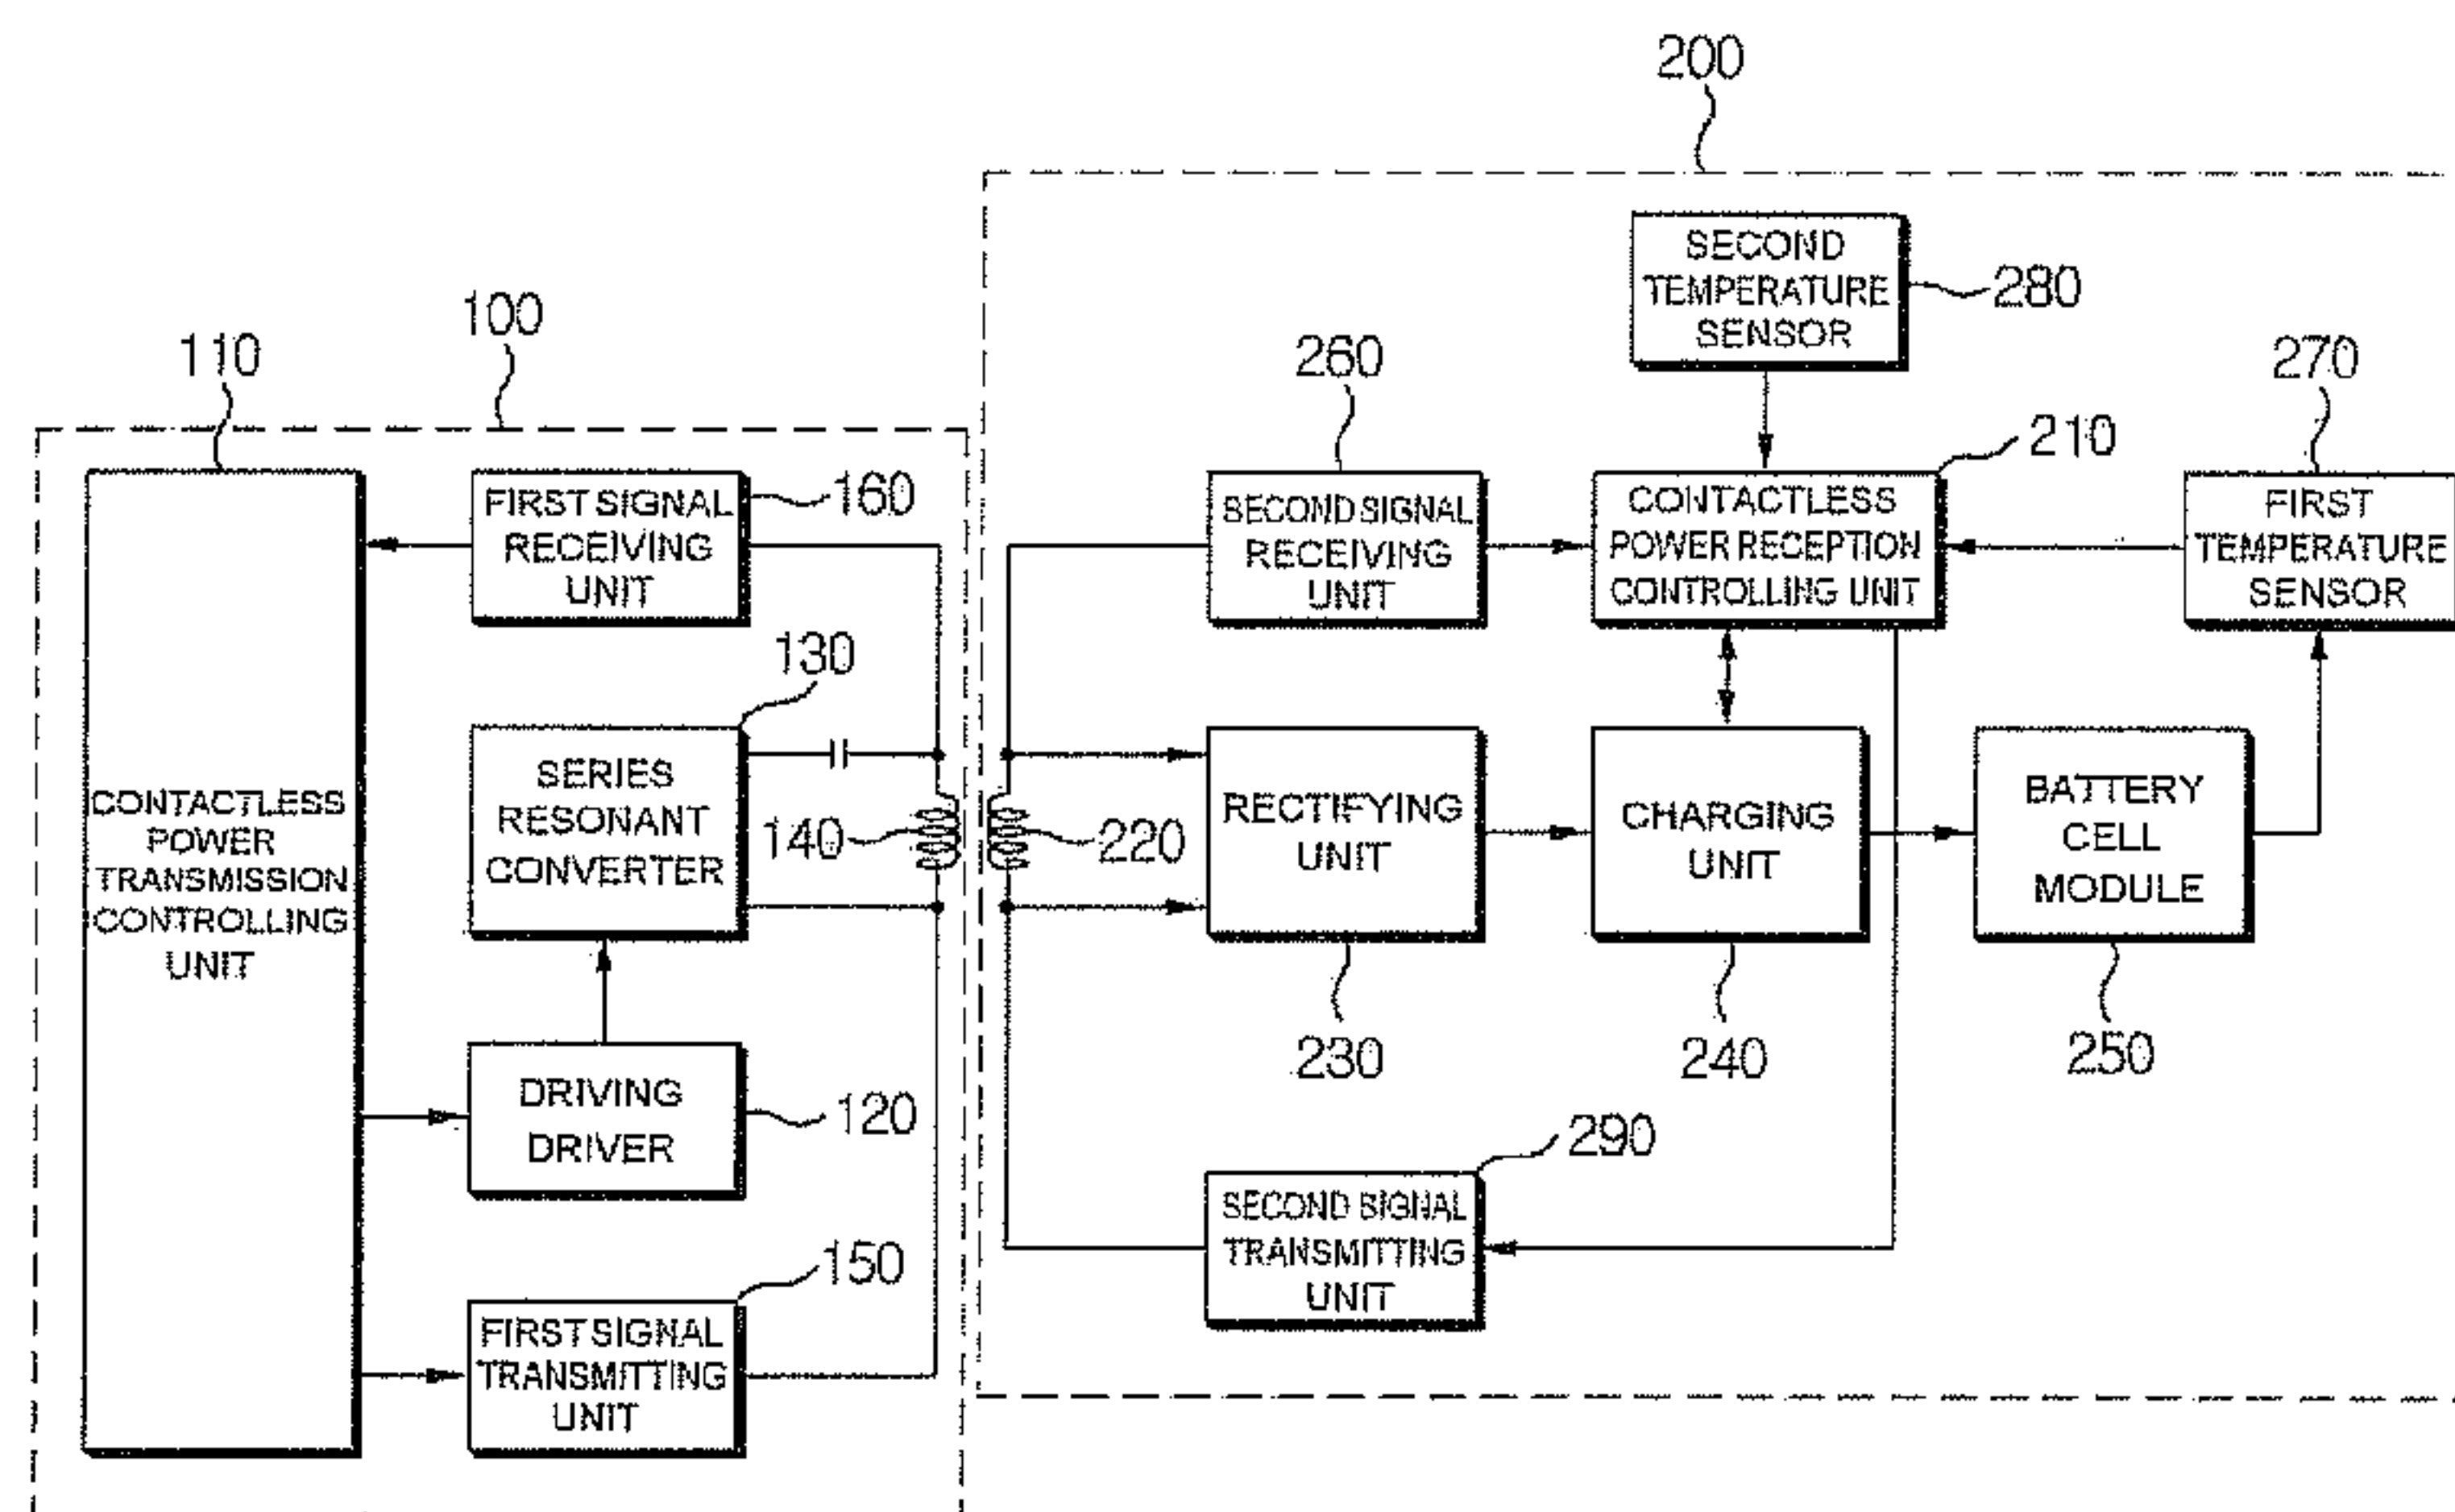 200
SECOND
TEMPERATURE
SENSOR
280
100
110
260
270
210
FIRST SIGNAL
RECEIVING
UNIT
160
SECOND SIGNAL
RECEIVING
UNIT
CONTACTLESS
POWER RECEPTION
CONTROLLING UNIT
FIRST
TEMPERATURE
SENSOR
130
CONTACTLESS
POWER
TRANSMISSION
CONTROLLING
UNIT
SERIES
RESONANT
CONVERTER
140
220
RECTIFYING
UNIT
CHARGING
UNIT
BATTERY
CELL
MODULE
230
240
250
DRIVING
DRIVER
120
290
SECOND SIGNAL
TRANSMITTING
UNIT
150
FIRST SIGNAL
TRANSMITTING
UNIT